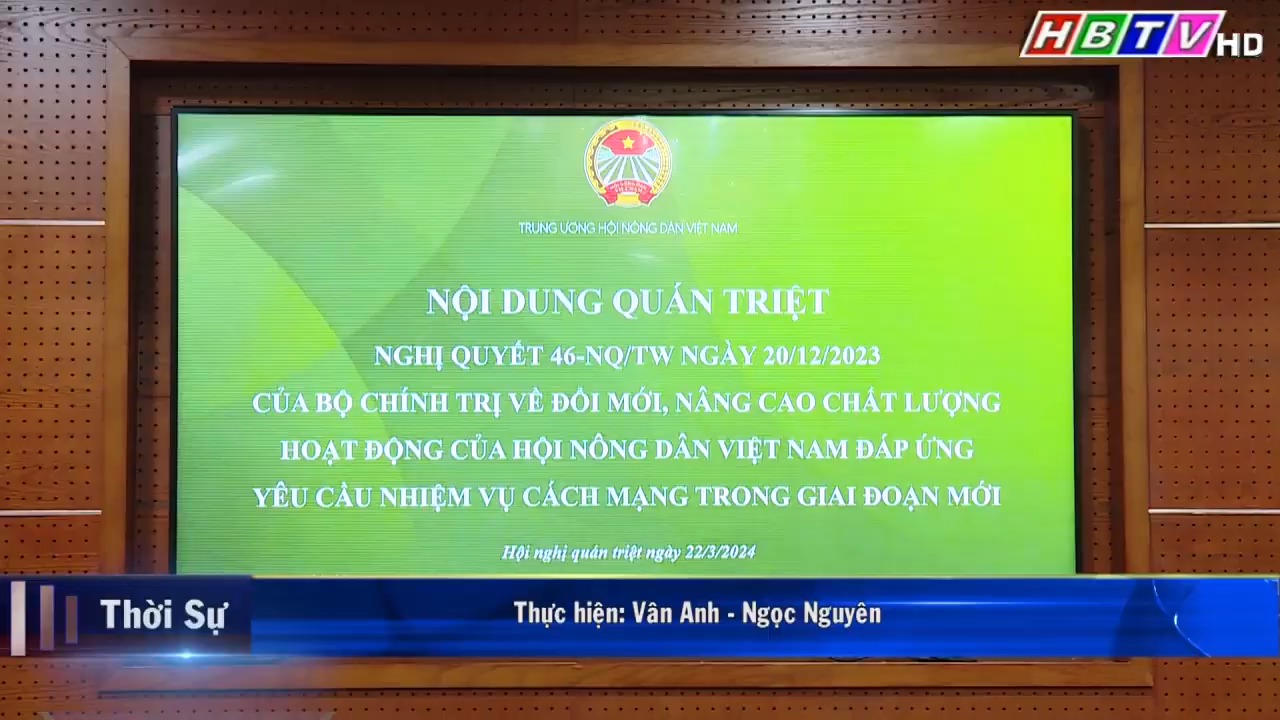 HBTV HD
TRUNG ƯƠNG HỘI NÔNG DÂN VIỆT NAM
NỘI DUNG QUÁN TRIỆT
NGHỊ QUYẾT 46-NQ/TW NGÀY 20/12/2023
CỦA BỘ CHÍNH TRỊ VỀ ĐỔI MỚI, NÂNG CAO CHẤT LƯỢNG
HOẠT ĐỘNG CỦA HỘI NÔNG DÂN VIỆT NAM ĐÁP ỨNG
YÊU CẦU NHIỆM VỤ CÁCH MẠNG TRONG GIAI ĐOẠN MỚI
Hội nghị quán triệt ngày 22/3/2024
Thời Sự
Thực hiện: Vân Anh - Ngọc Nguyên